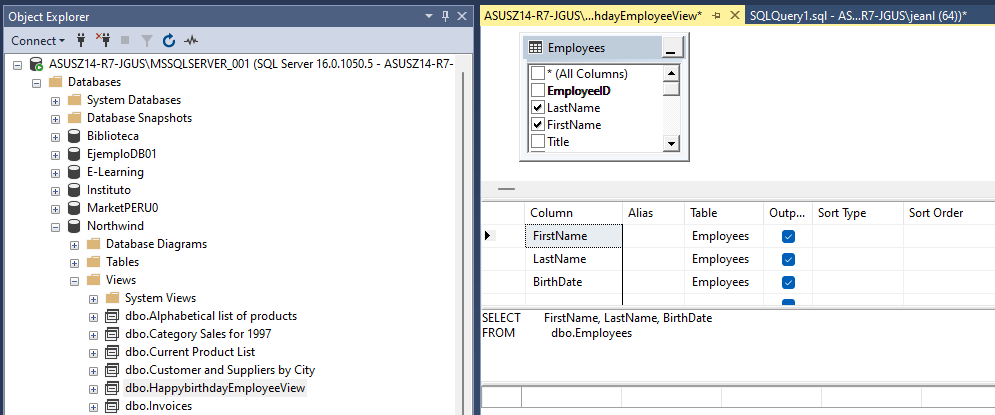 Object Explorer
Connect
ASUSZ14-R7-JGUS\MSSQLSERVER_001 (SQL Server 16.0.1050.5 - ASUSZ14-R7-
Databases
System Databases
Database Snapshots
Biblioteca
EjemploDB01
E-Learning
Instituto
MarketPERU0
Northwind
Database Diagrams
Tables
Views
System Views
dbo.Alphabetical list of products
dbo.Category Sales for 1997
dbo.Current Product List
dbo.Customer and Suppliers by City
dbo.HappybirthdayEmployeeView
dbo.Invoices
ASUSZ14-R7-JGUS\...hdayEmployeeView*
SQLQuery1.sql - AS...R7-JGUS\jeanl (64))*
Employees
* (All Columns)
EmployeeID
LastName
FirstName
Title
Column Alias Table Outp... Sort Type Sort Order
FirstName Employees
LastName Employees
BirthDate Employees
SELECT FirstName, LastName, BirthDate
FROM dbo.Employees